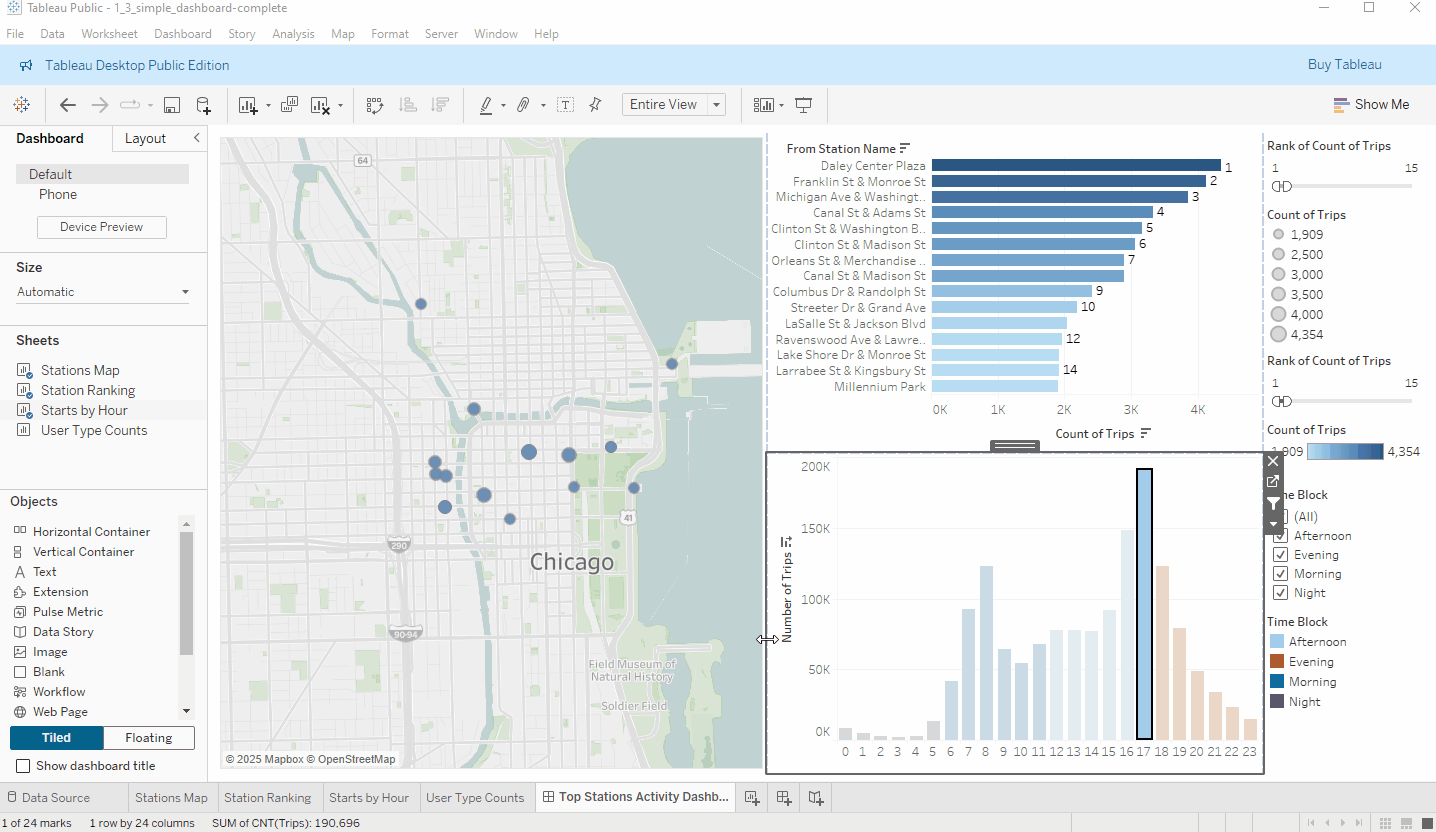 Tableau Public - 1_3_simple_dashboard-complete
File Data Worksheet Dashboard Story Analysis Map Format Server Window Help
Tableau Desktop Public Edition
Buy Tableau
Entire View
Show Me
Dashboard
Layout
Default
Phone
Device Preview
Size
Automatic
Sheets
Stations Map
Station Ranking
Starts by Hour
User Type Counts
Objects
Horizontal Container
Vertical Container
Text
Extension
Pulse Metric
Data Story
Image
Blank
Workflow
Web Page
Tiled
Floating
Show dashboard title
64
41
290
90-94
Chicago
Field Museum of
Natural History
Soldier Field
© 2025 Mapbox © OpenStreetMap
From Station Name
Daley Center Plaza 1
Franklin St & Monroe St 2
Michigan Ave & Washingt.. 3
Canal St & Adams St 4
Clinton St & Washington B.. 5
Clinton St & Madison St 6
Orleans St & Merchandise .. 7
Canal St & Madison St
Columbus Dr & Randolph St 9
Streeter Dr & Grand Ave 10
LaSalle St & Jackson Blvd
Ravenswood Ave & Lawre.. 12
Lake Shore Dr & Monroe St
Larrabee St & Kingsbury St 14
Millennium Park
0K 1K 2K 3K 4K
Count of Trips
Number of Trips
200K
150K
100K
50K
0K
0 1 2 3 4 5 6 7 8 9 10 11 12 13 14 15 16 17 18 19 20 21 22 23
Rank of Count of Trips
1 15
Count of Trips
1,909
2,500
3,000
3,500
4,000
4,354
Rank of Count of Trips
1 15
Count of Trips
4,354
Block
(All)
Afternoon
Evening
Morning
Night
Time Block
Afternoon
Evening
Morning
Night
Data Source
Stations Map
Station Ranking
Starts by Hour
User Type Counts
Top Stations Activity Dashb...
1 of 24 marks 1 row by 24 columns SUM of CNT(Trips): 190,696